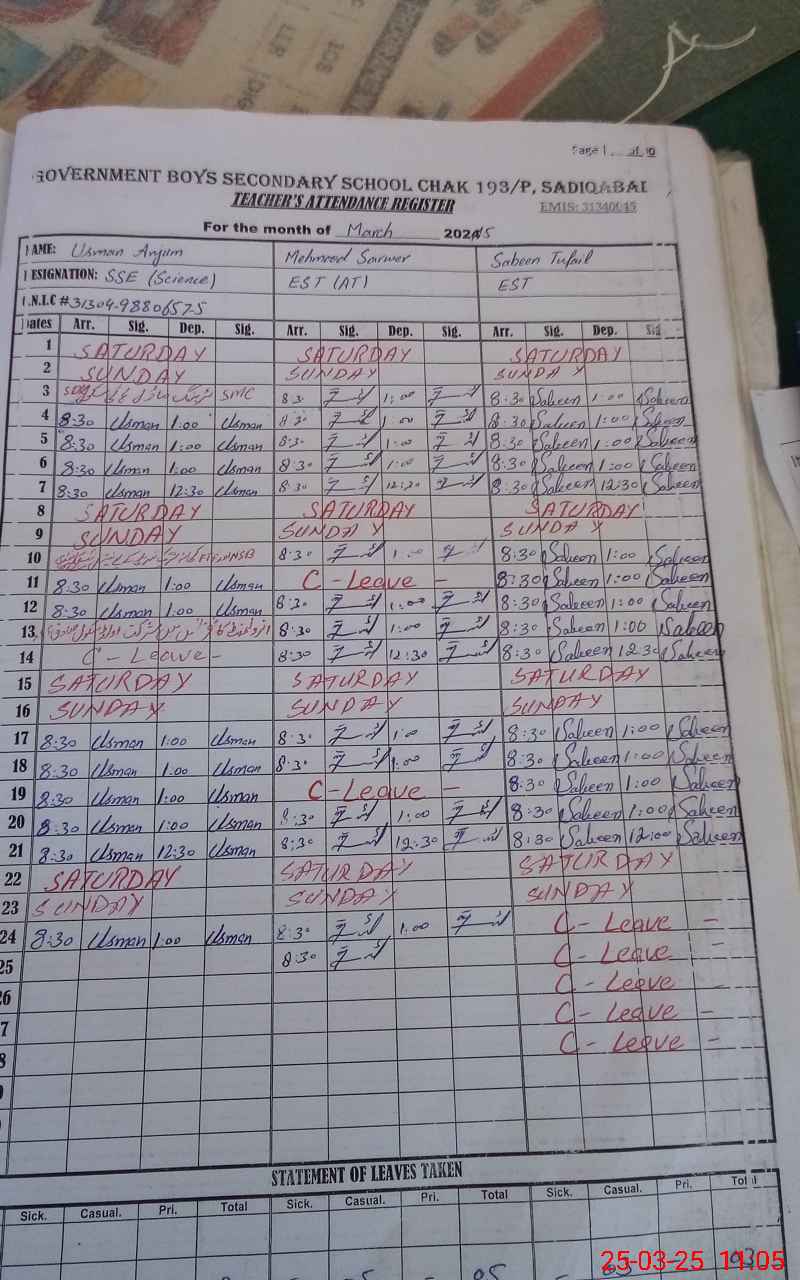 Page 1 of 10
GOVERNMENT BOYS SECONDARY SCHOOL CHAK 193/P, SADIQABAD
TEACHER'S ATTENDANCE REGISTER EMIS: 31340045
For the month of March 2025
NAME: Usman Anjum Mehmood Sarwer Sabeen Tufail
DESIGNATION: SSE (Science) EST (AT) EST
C.N.I.C #31304-9880657-5
Dates Arr. Sig. Dep. Sig. Arr. Sig. Dep. Sig. Arr. Sig. Dep. Sig
1 SATURDAY SATURDAY SATURDAY
2 SUNDAY SUNDAY SUNDAY
3 SMC 8:30 1:00 8:30 Sabeen 1:00 Sabeen
4 8:30 Usman 1:00 Usman 8:30 1:00 8:30 Sabeen 1:00 Sabeen
5 8:30 Usman 1:00 Usman 8:30 1:00 8:30 Sabeen 1:00 Sabeen
6 8:30 Usman 1:00 Usman 8:30 1:00 8:30 Sabeen 1:00 Sabeen
7 8:30 Usman 12:30 Usman 8:30 12:30 8:30 Sabeen 12:30 Sabeen
8 SATURDAY SATURDAY SATURDAY
9 SUNDAY SUNDAY SUNDAY
10 NSB 8:30 1:00 8:30 Sabeen 1:00 Sabeen
11 8:30 Usman 1:00 Usman C-Leave - 8:30 Sabeen 1:00 Sabeen
12 8:30 Usman 1:00 Usman 8:30 1:00 8:30 Sabeen 1:00 Sabeen
13 8:30 1:00 8:30 Sabeen 1:00 Sabeen
14 C-Leave - 8:30 12:30 8:30 Sabeen 12:30 Sabeen
15 SATURDAY SATURDAY SATURDAY
16 SUNDAY SUNDAY SUNDAY
17 8:30 Usman 1:00 Usman 8:30 1:00 8:30 Sabeen 1:00 Sabeen
18 8:30 Usman 1:00 Usman 8:30 1:00 8:30 Sabeen 1:00 Sabeen
19 8:30 Usman 1:00 Usman C-Leave - 8:30 Sabeen 1:00 Sabeen
20 8:30 Usman 1:00 Usman 8:30 1:00 8:30 Sabeen 1:00 Sabeen
21 8:30 Usman 12:30 Usman 8:30 12:30 8:30 Sabeen 12:00 Sabeen
22 SATURDAY SATURDAY SATURDAY
23 SUNDAY SUNDAY SUNDAY
24 8:30 Usman 1:00 Usman 8:30 1:00 C-Leave -
25 8:30 C-Leave -
26 C-Leave
7 C-Leave -
8 C-Leave -
STATEMENT OF LEAVES TAKEN
Sick. Casual. Pri. Total Sick. Casual. Pri. Total Sick. Casual. Pri. Total
05 03
25-03-25 11:05